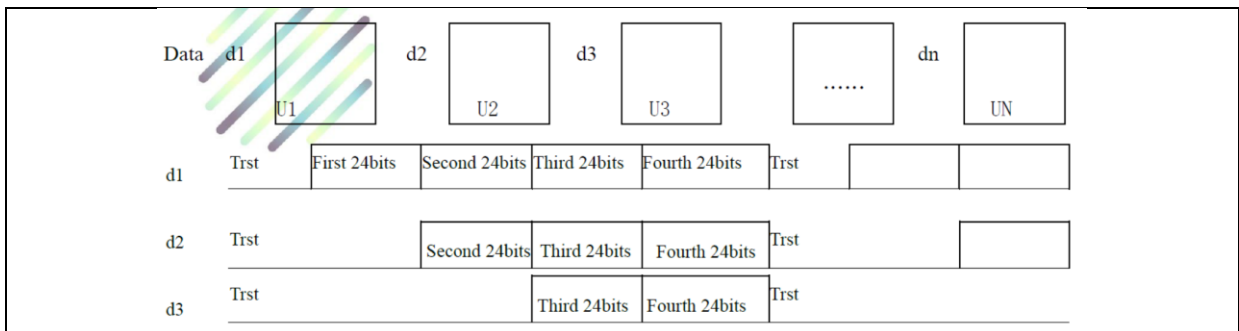 Data d1 d2 d3 dn
......
U1 U2 U3 UN
Trst First 24bits Second 24bits Third 24bits Fourth 24bits Trst
d1
Trst Second 24bits Third 24bits Fourth 24bits Trst
d2
Trst Third 24bits Fourth 24bits Trst
d3